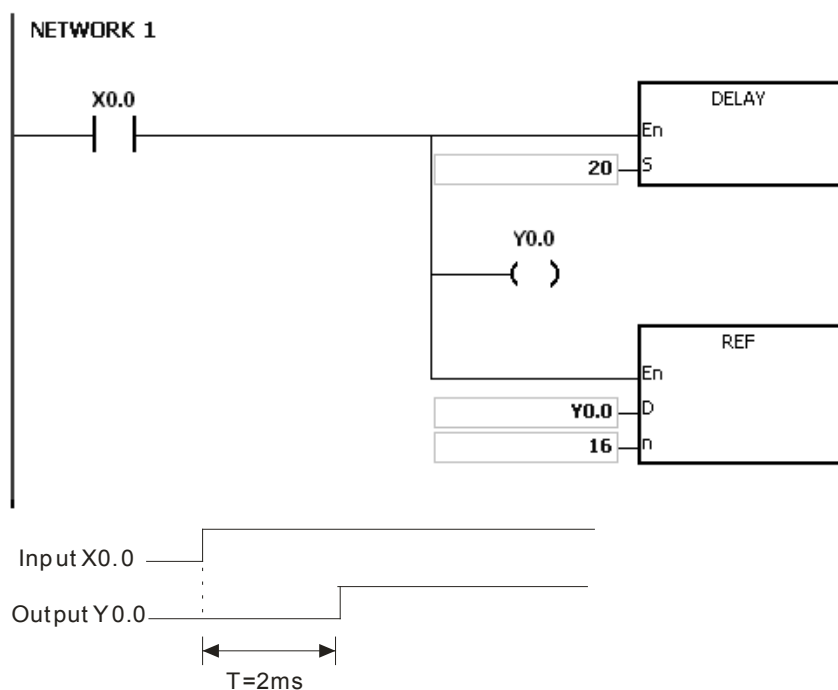 NETWORK 1
X0.0
DELAY
En
20 S
Y0.0
REF
En
Y0.0 D
16 n
Input X0.0
Output Y0.0
T=2ms